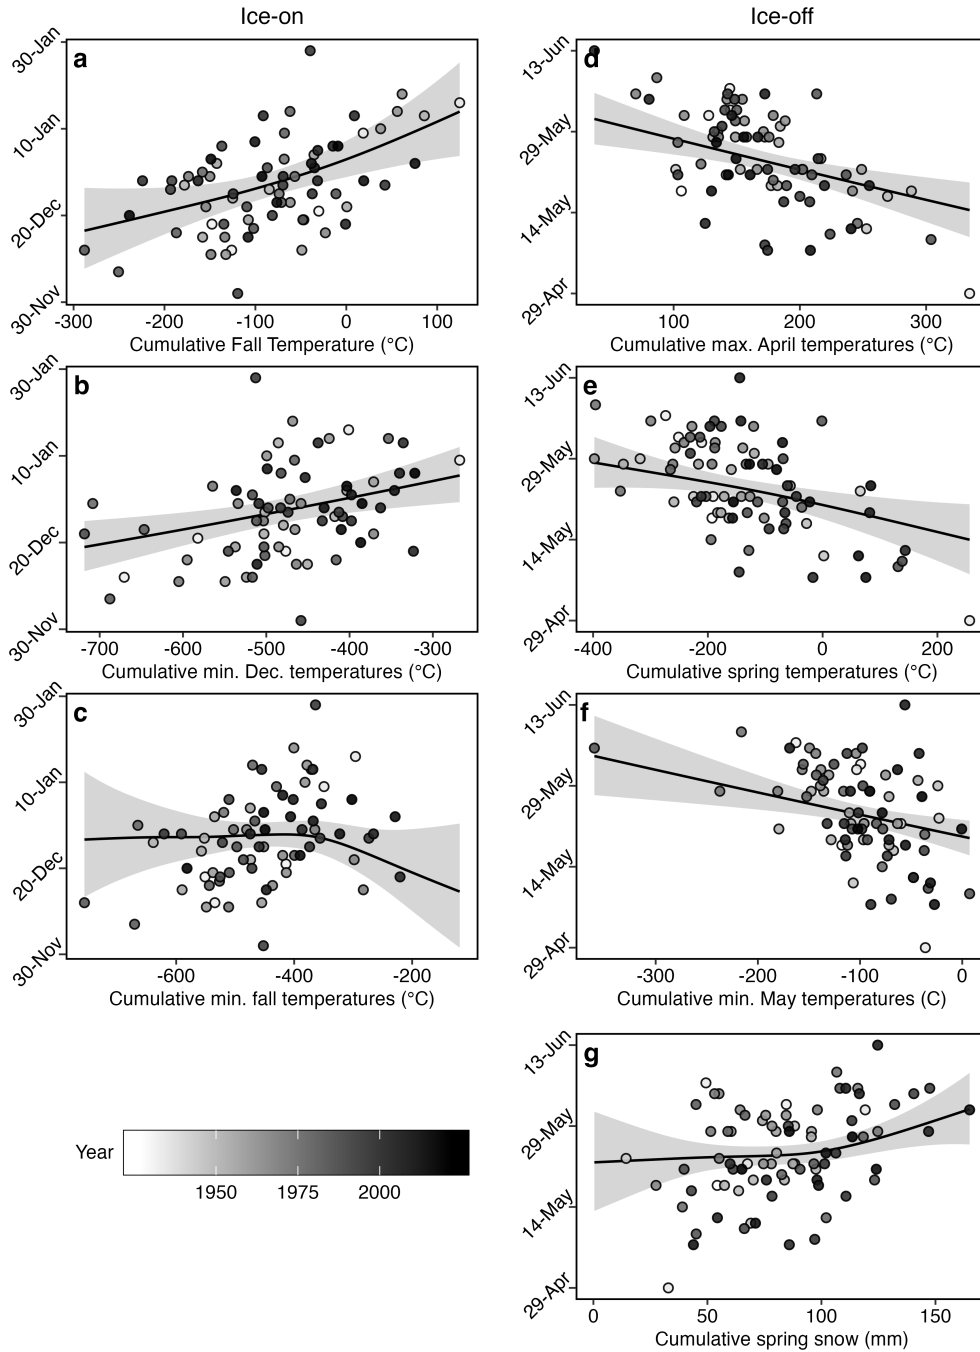 Ice-on
Ice-off
a
30-Jan
10-Jan
20-Dec
30-Nov
-300 -200 -100 0 100
Cumulative Fall Temperature (°C)
d
13-Jun
29-May
14-May
29-Apr
100 200 300
Cumulative max. April temperatures (°C)
b
30-Jan
10-Jan
20-Dec
30-Nov
-700 -600 -500 -400 -300
Cumulative min. Dec. temperatures (°C)
e
13-Jun
29-May
14-May
29-Apr
-400 -200 0 200
Cumulative spring temperatures (°C)
c
30-Jan
10-Jan
20-Dec
30-Nov
-600 -400 -200
Cumulative min. fall temperatures (°C)
f
13-Jun
29-May
14-May
29-Apr
-300 -200 -100 0
Cumulative min. May temperatures (C)
Year
1950 1975 2000
g
13-Jun
29-May
14-May
29-Apr
0 50 100 150
Cumulative spring snow (mm)